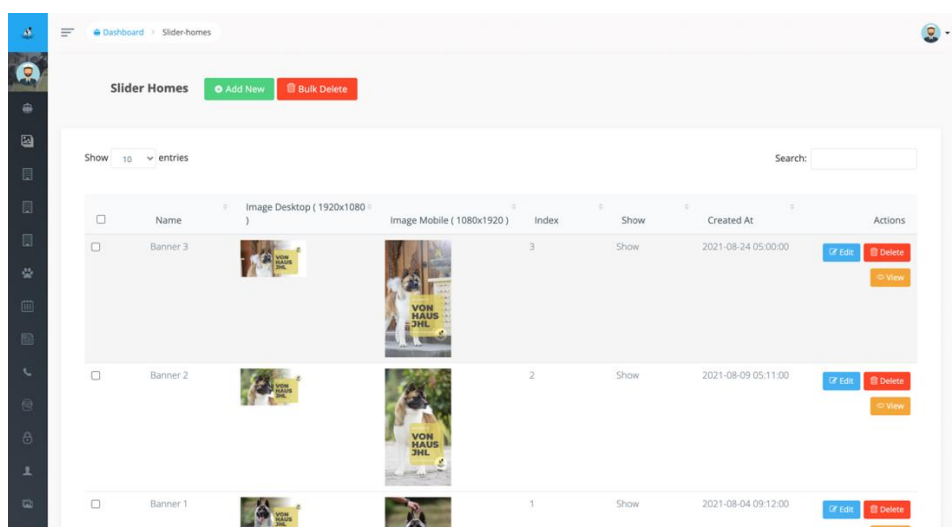 Dashboard > Slider-homes
Slider Homes Add New Bulk Delete
Show 10 entries Search:
Name Image Desktop ( 1920x1080 ) Image Mobile ( 1080x1920 ) Index Show Created At Actions
Banner 3 3 Show 2021-08-24 05:00:00 Edit Delete
View
VON
HAUS
JHL
VON
HAUS
JHL
Banner 2 2 Show 2021-08-09 05:11:00 Edit Delete
View
VON
HAUS
JHL
VON
HAUS
JHL
Banner 1 1 Show 2021-08-04 09:12:00 Edit Delete
VON
HAUS